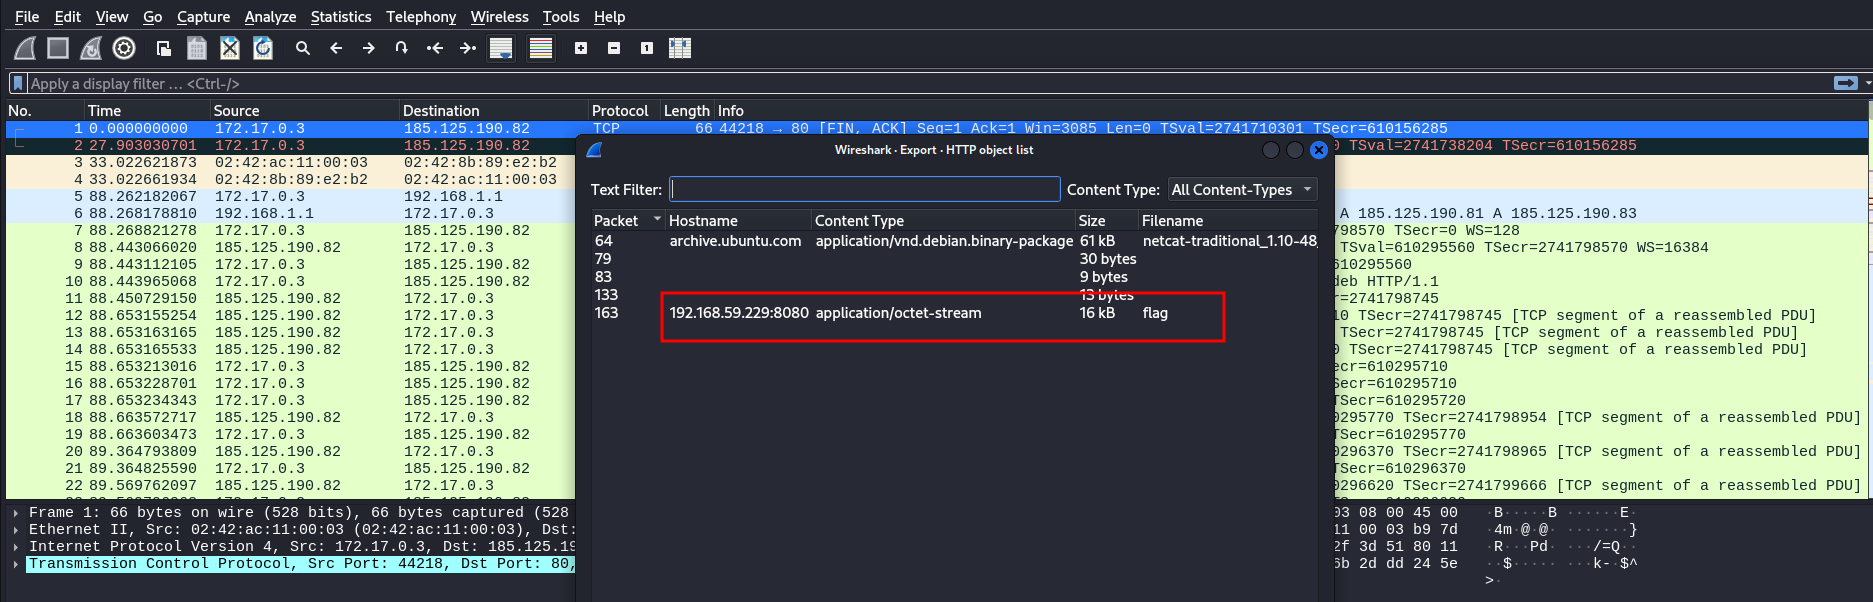 File Edit View Go Capture Analyze Statistics Telephony Wireless Tools Help
Apply a display filter … <Ctrl-/>
No. Time Source Destination Protocol Length Info
1 0.000000000 172.17.0.3 185.125.190.82 TCP 66 44218 → 80 [FIN, ACK] Seq=1 Ack=1 Win=3085 Len=0 TSval=2741710301 TSecr=610156285
2 27.903030701 172.17.0.3 185.125.190.82 0 TSval=2741738204 TSecr=610156285
3 33.022621873 02:42:ac:11:00:03 02:42:8b:89:e2:b2
4 33.022661934 02:42:8b:89:e2:b2 02:42:ac:11:00:03
5 88.262182067 172.17.0.3 192.168.1.1
6 88.268178810 192.168.1.1 172.17.0.3 A 185.125.190.81 A 185.125.190.83
7 88.268821278 172.17.0.3 185.125.190.82 798570 TSecr=0 WS=128
8 88.443066020 185.125.190.82 172.17.0.3 TSval=610295560 TSecr=2741798570 WS=16384
9 88.443112105 172.17.0.3 185.125.190.82 610295560
10 88.443965068 172.17.0.3 185.125.190.82 deb HTTP/1.1
11 88.450729150 185.125.190.82 172.17.0.3 r=2741798745
12 88.653155254 185.125.190.82 172.17.0.3 10 TSecr=2741798745 [TCP segment of a reassembled PDU]
13 88.653163165 185.125.190.82 172.17.0.3 TSecr=2741798745 [TCP segment of a reassembled PDU]
14 88.653165533 185.125.190.82 172.17.0.3 0 TSecr=2741798745 [TCP segment of a reassembled PDU]
15 88.653213016 172.17.0.3 185.125.190.82 ecr=610295710
16 88.653228701 172.17.0.3 185.125.190.82 Secr=610295710
17 88.653234343 172.17.0.3 185.125.190.82 TSecr=610295720
18 88.663572717 185.125.190.82 172.17.0.3 0295770 TSecr=2741798954 [TCP segment of a reassembled PDU]
19 88.663603473 172.17.0.3 185.125.190.82 TSecr=610295770
20 89.364793809 185.125.190.82 172.17.0.3 0296370 TSecr=2741798965 [TCP segment of a reassembled PDU]
21 89.364825590 172.17.0.3 185.125.190.82 TSecr=610296370
22 89.569762097 185.125.190.82 172.17.0.3 0296620 TSecr=2741799666 [TCP segment of a reassembled PDU]
Wireshark · Export · HTTP object list
Text Filter: Content Type: All Content-Types
Packet Hostname Content Type Size Filename
64 archive.ubuntu.com application/vnd.debian.binary-package 61 kB netcat-traditional_1.10-48_
79 30 bytes
83 9 bytes
133 13 bytes
163 192.168.59.229:8080 application/octet-stream 16 kB flag
Frame 1: 66 bytes on wire (528 bits), 66 bytes captured (528
Ethernet II, Src: 02:42:ac:11:00:03 (02:42:ac:11:00:03), Dst:
Internet Protocol Version 4, Src: 172.17.0.3, Dst: 185.125.19
Transmission Control Protocol, Src Port: 44218, Dst Port: 80,
03 08 00 45 00 ·B·····B ······E·
11 00 03 b9 7d ·4m·@·@· ·······}
2f 3d 51 80 11 ·R···Pd· ···/=Q··
6b 2d dd 24 5e ··$····· ···k-·$^
>·